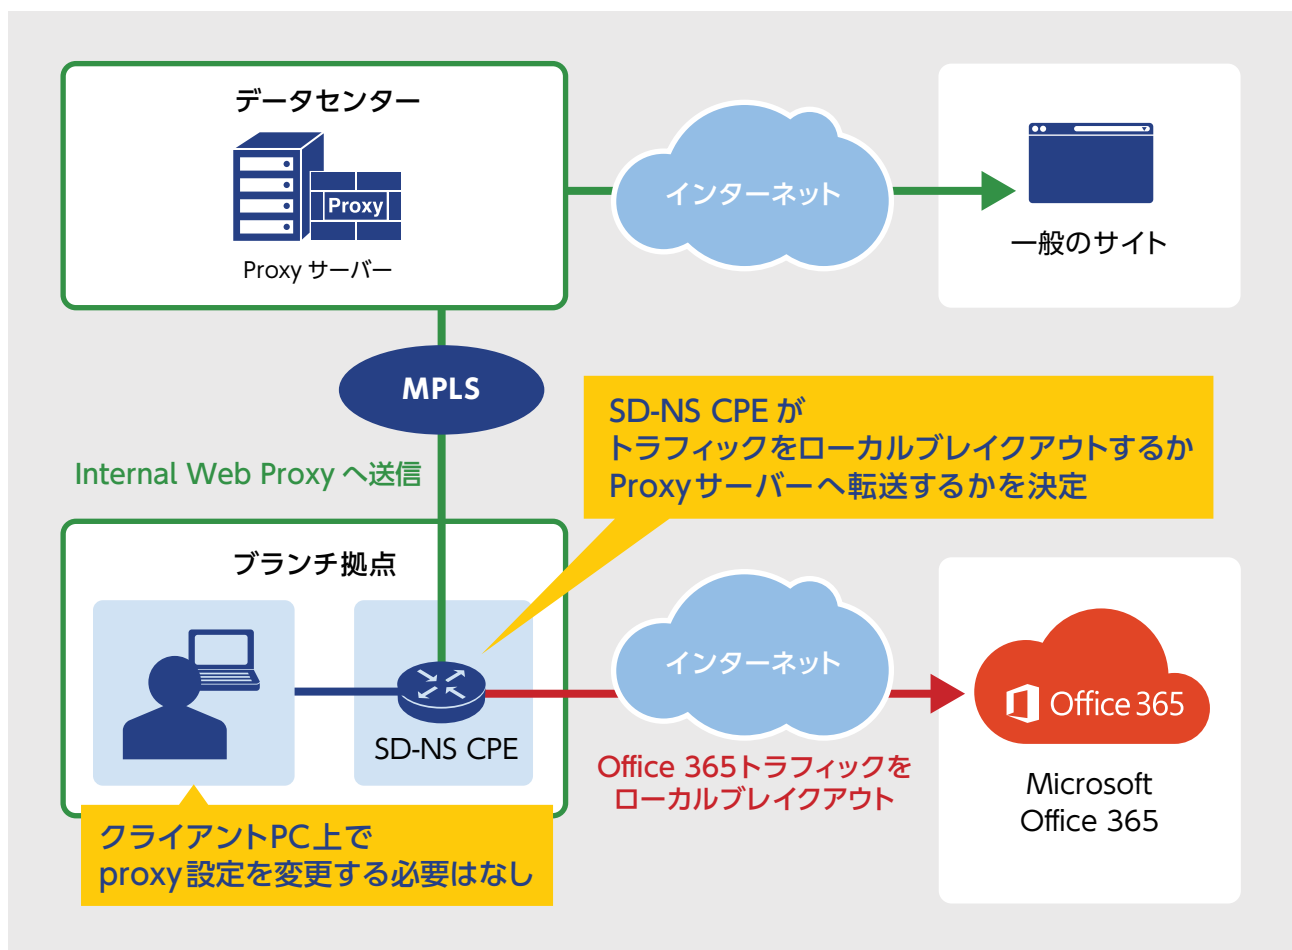 データセンター
Proxy
Proxy サーバー
インターネット
一般のサイト
MPLS
Internal Web Proxy へ送信
SD-NS CPE が
トラフィックをローカルブレイクアウトするか
Proxyサーバーへ転送するかを決定
ブランチ拠点
SD-NS CPE
インターネット
Office 365トラフィックを
ローカルブレイクアウト
Office 365
Microsoft
Office 365
クライアントPC上で
proxy設定を変更する必要はなし